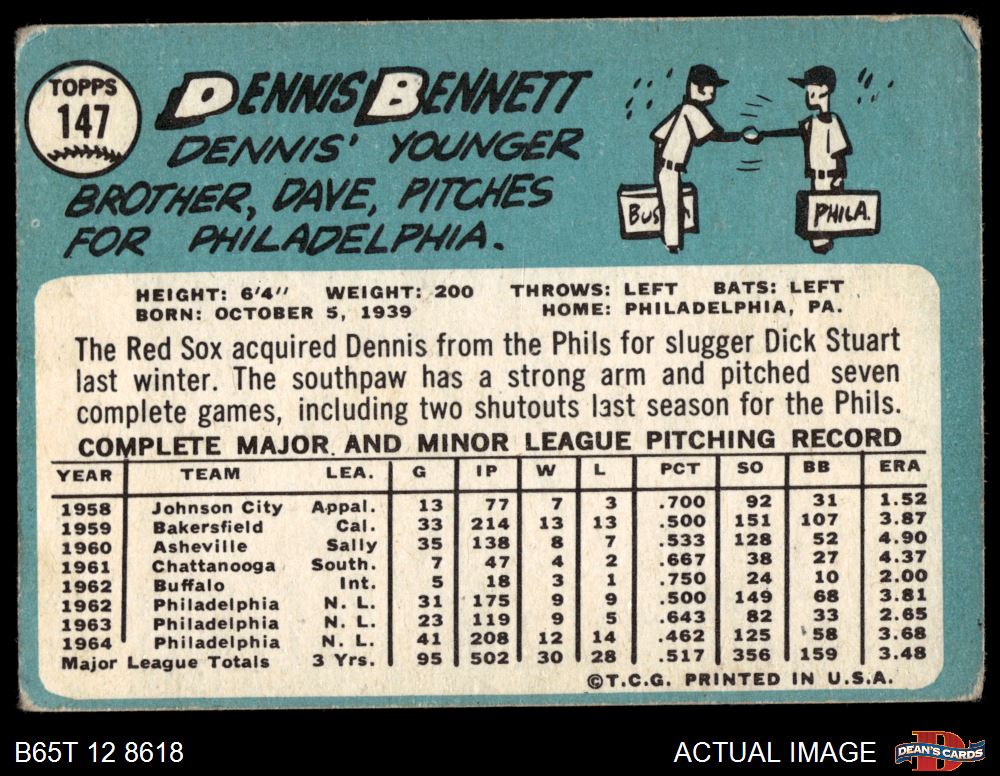 TOPPS
147
DENNIS BENNETT
DENNIS' YOUNGER
BROTHER, DAVE, PITCHES
FOR PHILADELPHIA.
BOS
PHILA.
HEIGHT: 6'4" WEIGHT: 200 THROWS: LEFT BATS: LEFT
BORN: OCTOBER 5, 1939 HOME: PHILADELPHIA, PA.
The Red Sox acquired Dennis from the Phils for slugger Dick Stuart
last winter. The southpaw has a strong arm and pitched seven
complete games, including two shutouts last season for the Phils.
COMPLETE MAJOR AND MINOR LEAGUE PITCHING RECORD
YEAR TEAM LEA. G IP W L PCT SO BB ERA
1958 Johnson City Appal. 13 77 7 3 .700 92 31 1.52
1959 Bakersfield Cal. 33 214 13 13 .500 151 107 3.87
1960 Asheville Sally 35 138 8 7 .533 128 52 4.90
1961 Chattanooga South. 7 47 4 2 .667 38 27 4.37
1962 Buffalo Int. 5 18 3 1 .750 24 10 2.00
1962 Philadelphia N. L. 31 175 9 9 .500 149 68 3.81
1963 Philadelphia N. L. 23 119 9 5 .643 82 33 2.65
1964 Philadelphia N. L. 41 208 12 14 .462 125 58 3.68
Major League Totals 3 Yrs. 95 502 30 28 .517 356 159 3.48
©T.C.G. PRINTED IN U.S.A.
B65T 12 8618
ACTUAL IMAGE
DEAN'S CARDS